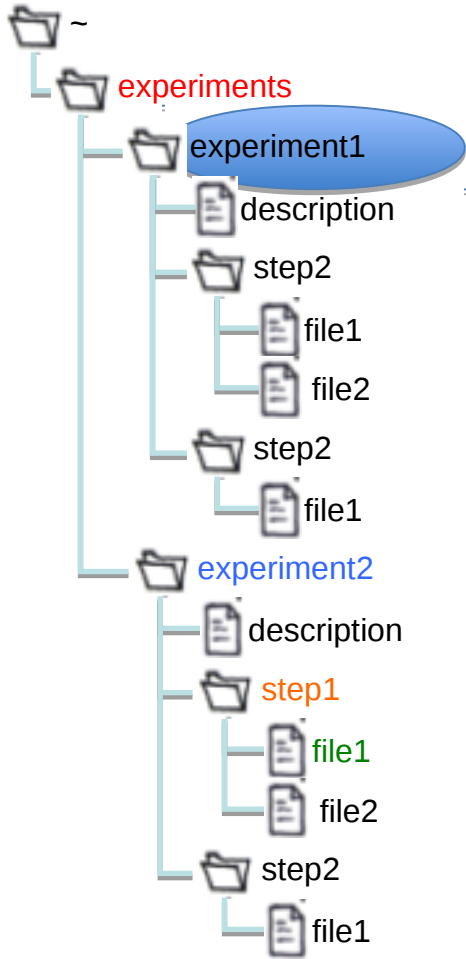 ~
experiments
experiment1
description
step2
file1
file2
step2
file1
experiment2
description
step1
file1
file2
step2
file1